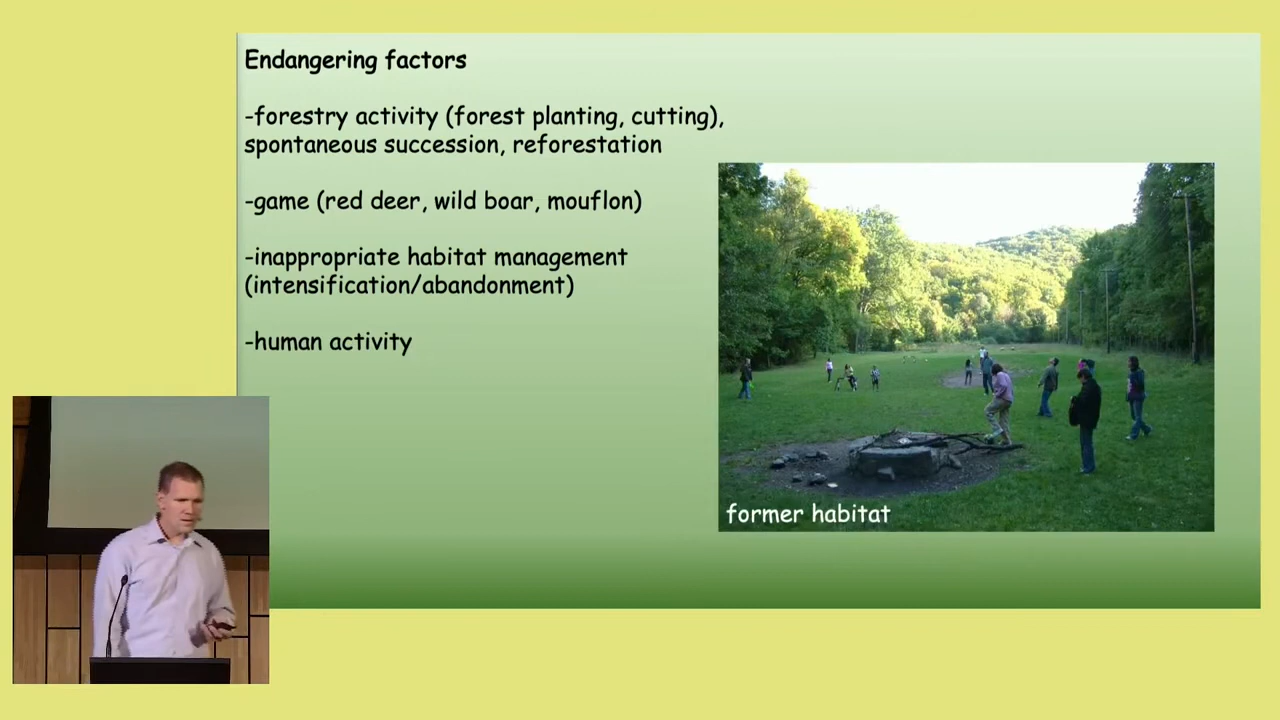 Endangering factors
-forestry activity (forest planting, cutting),
spontaneous succession, reforestation
-game (red deer, wild boar, mouflon)
-inappropriate habitat management
(intensification/abandonment)
-human activity
former habitat